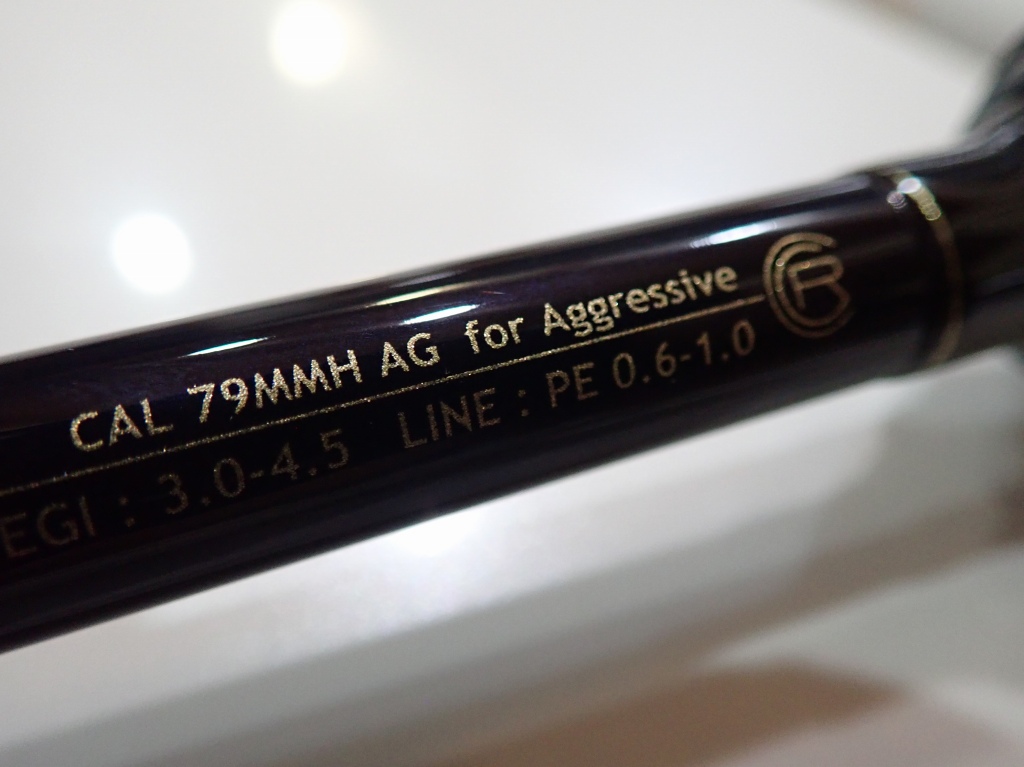 CAL 79MMH AG for Aggressive
EGI : 3.0-4.5 LINE : PE 0.6-1.0